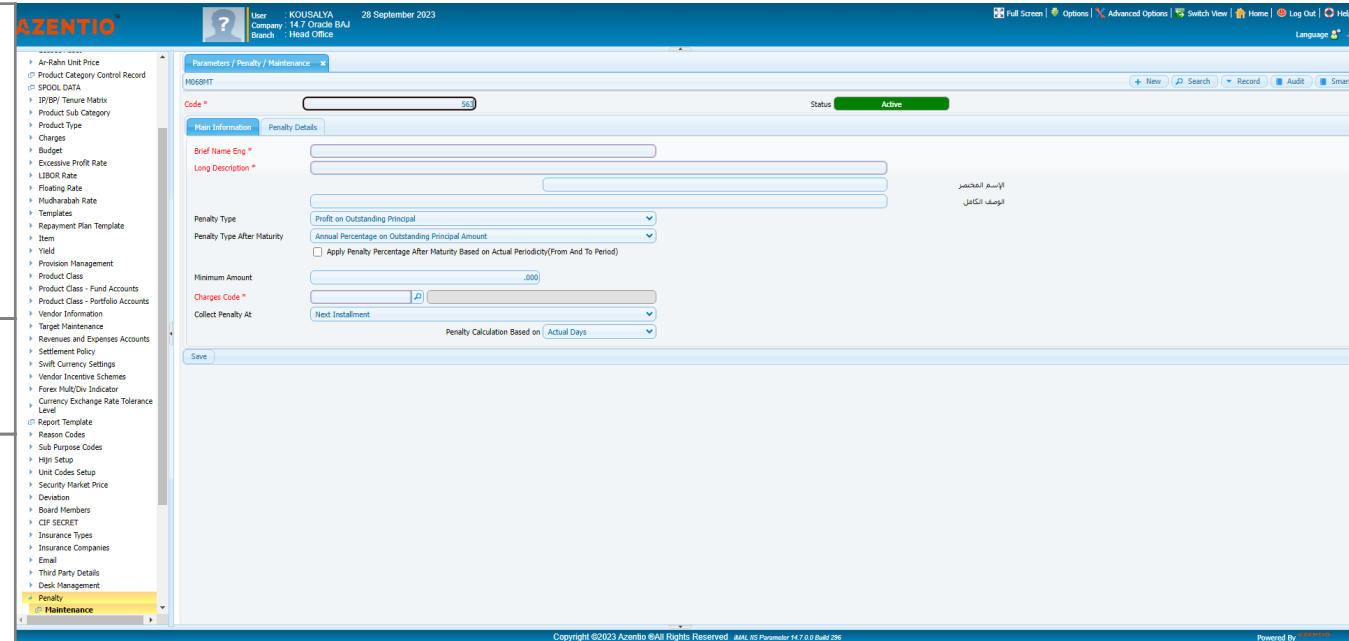 AZENTIO
User : KOUSALYA 28 September 2023
Company : 147 Oracle BAJ
Branch : Head Office
Full Screen | Options | Advanced Options | Switch View | Home | Log Out | Help
Language
Parameters / Penalty / Maintenance x
M068MT
+ New Search Record Audit Smart
Code * 563 Status Active
Main Information Penalty Details
Brief Name Eng *
Long Description *
الإسم المختصر
الوصف الكامل
Penalty Type Profit on Outstanding Principal
Penalty Type After Maturity Annual Percentage on Outstanding Principal Amount
Apply Penalty Percentage After Maturity Based on Actual Periodicity(From And To Period)
Minimum Amount .000
Charges Code *
Collect Penalty At Next Installment
Penalty Calculation Based on Actual Days
Save
Ar-Rahn Unit Price
Product Category Control Record
SPOOL DATA
IP/BP/ Tenure Matrix
Product Sub Category
Product Type
Charges
Budget
Excessive Profit Rate
LIBOR Rate
Floating Rate
Mudharabah Rate
Templates
Repayment Plan Template
Item
Yield
Provision Management
Product Class
Product Class - Fund Accounts
Product Class - Portfolio Accounts
Vendor Information
Target Maintenance
Revenues and Expenses Accounts
Settlement Policy
Swift Currency Settings
Vendor Incentive Schemes
Forex Mult/Div Indicator
Currency Exchange Rate Tolerance
Level
Report Template
Reason Codes
Sub Purpose Codes
Hijri Setup
Unit Codes Setup
Security Market Price
Deviation
Board Members
CIF SECRET
Insurance Types
Insurance Companies
Email
Third Party Details
Desk Management
Penalty
Maintenance
Copyright ©2023 Azentio ®All Rights Reserved iMAL IIS Parameter 14.7.0.0 Build 296
Powered By AZENTIO